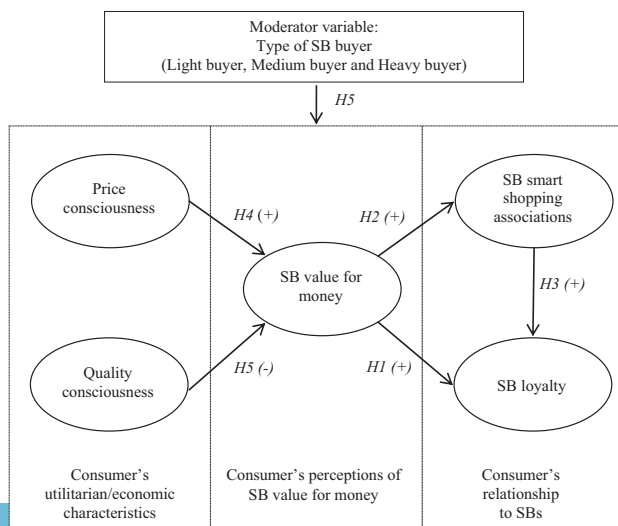 Moderator variable:
Type of SB buyer
(Light buyer, Medium buyer and Heavy buyer)
H5
Price
consciousness
H4 (+)
SB value for
money
H2 (+)
SB smart
shopping
associations
H3 (+)
Quality
consciousness
H5 (-)
H1 (+)
SB loyalty
Consumer's
utilitarian/economic
characteristics
Consumer's perceptions of
SB value for money
Consumer's
relationship
to SBs